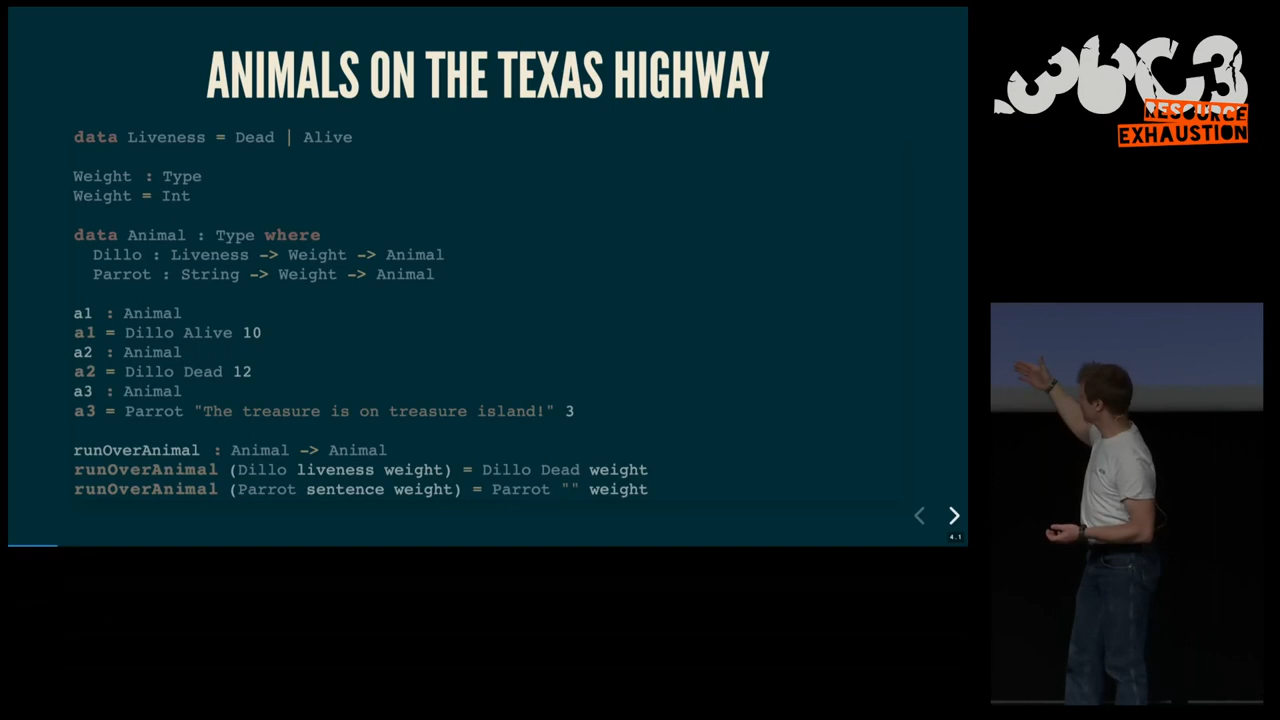 ANIMALS ON THE TEXAS HIGHWAY
data Liveness = Dead | Alive
Weight : Type
Weight = Int
data Animal : Type where
Dillo : Liveness -> Weight -> Animal
Parrot : String -> Weight -> Animal
a1 : Animal
a1 = Dillo Alive 10
a2 : Animal
a2 = Dillo Dead 12
a3 : Animal
a3 = Parrot "The treasure is on treasure island!" 3
runOverAnimal : Animal -> Animal
runOverAnimal (Dillo liveness weight) = Dillo Dead weight
runOverAnimal (Parrot sentence weight) = Parrot "" weight
4.1
36C3
RESOURCE
EXHAUSTION